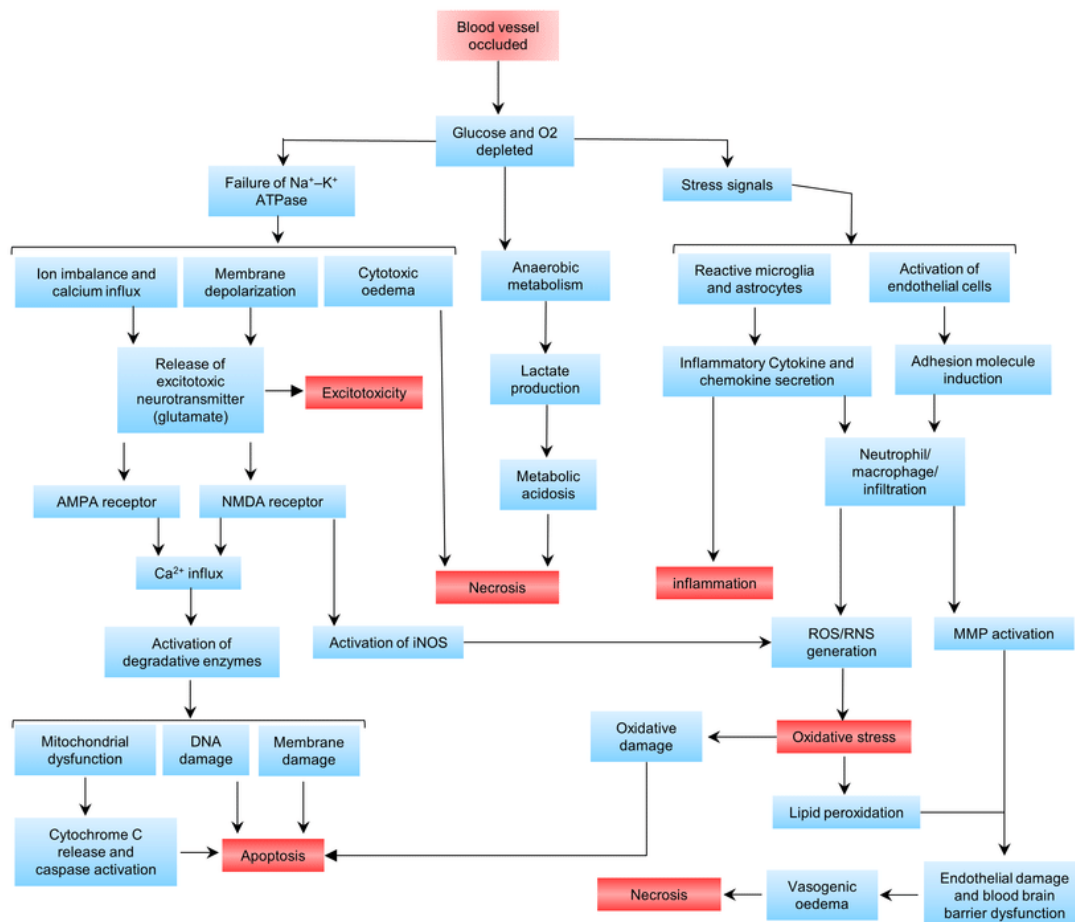 Blood vessel
occluded
Glucose and O2
depleted
Failure of Na⁺–K⁺
ATPase
Stress signals
Ion imbalance and
calcium influx
Membrane
depolarization
Cytotoxic
oedema
Anaerobic
metabolism
Reactive microglia
and astrocytes
Activation of
endothelial cells
Release of
excitotoxic
neurotransmitter
(glutamate)
Excitotoxicity
Lactate
production
Inflammatory Cytokine and
chemokine secretion
Adhesion molecule
induction
AMPA receptor
NMDA receptor
Metabolic
acidosis
Neutrophil/
macrophage/
infiltration
Ca²⁺ influx
Necrosis
inflammation
Activation of
degradative enzymes
Activation of iNOS
ROS/RNS
generation
MMP activation
Mitochondrial
dysfunction
DNA
damage
Membrane
damage
Oxidative
damage
Oxidative stress
Lipid peroxidation
Cytochrome C
release and
caspase activation
Apoptosis
Necrosis
Vasogenic
oedema
Endothelial damage
and blood brain
barrier dysfunction